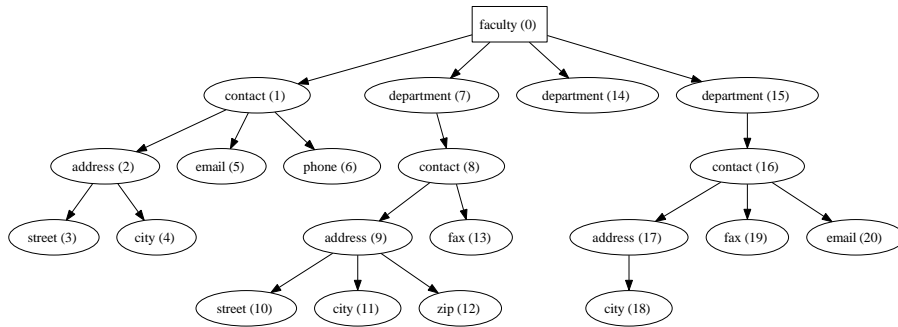 faculty (0)
contact (1)
department (7)
department (14)
department (15)
address (2)
email (5)
phone (6)
contact (8)
contact (16)
street (3)
city (4)
address (9)
fax (13)
address (17)
fax (19)
email (20)
street (10)
city (11)
zip (12)
city (18)